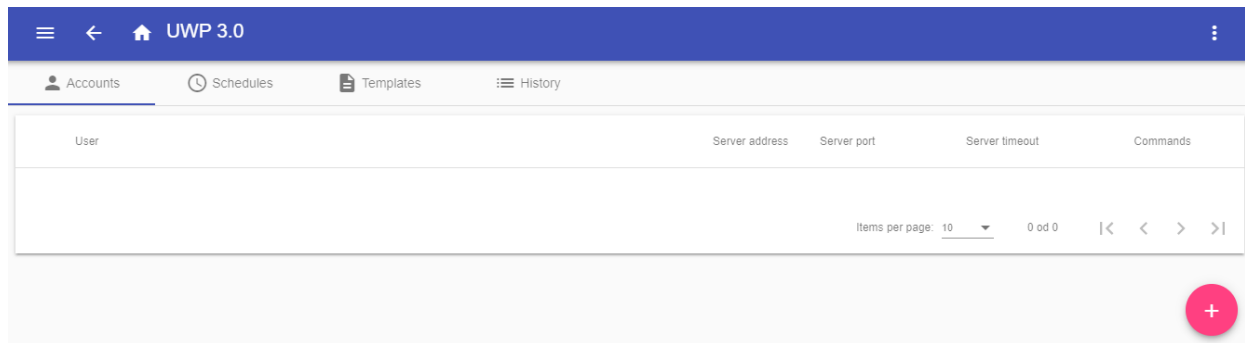 UWP 3.0
Accounts Schedules Templates History
User Server address Server port Server timeout Commands
Items per page: 10 0 od 0